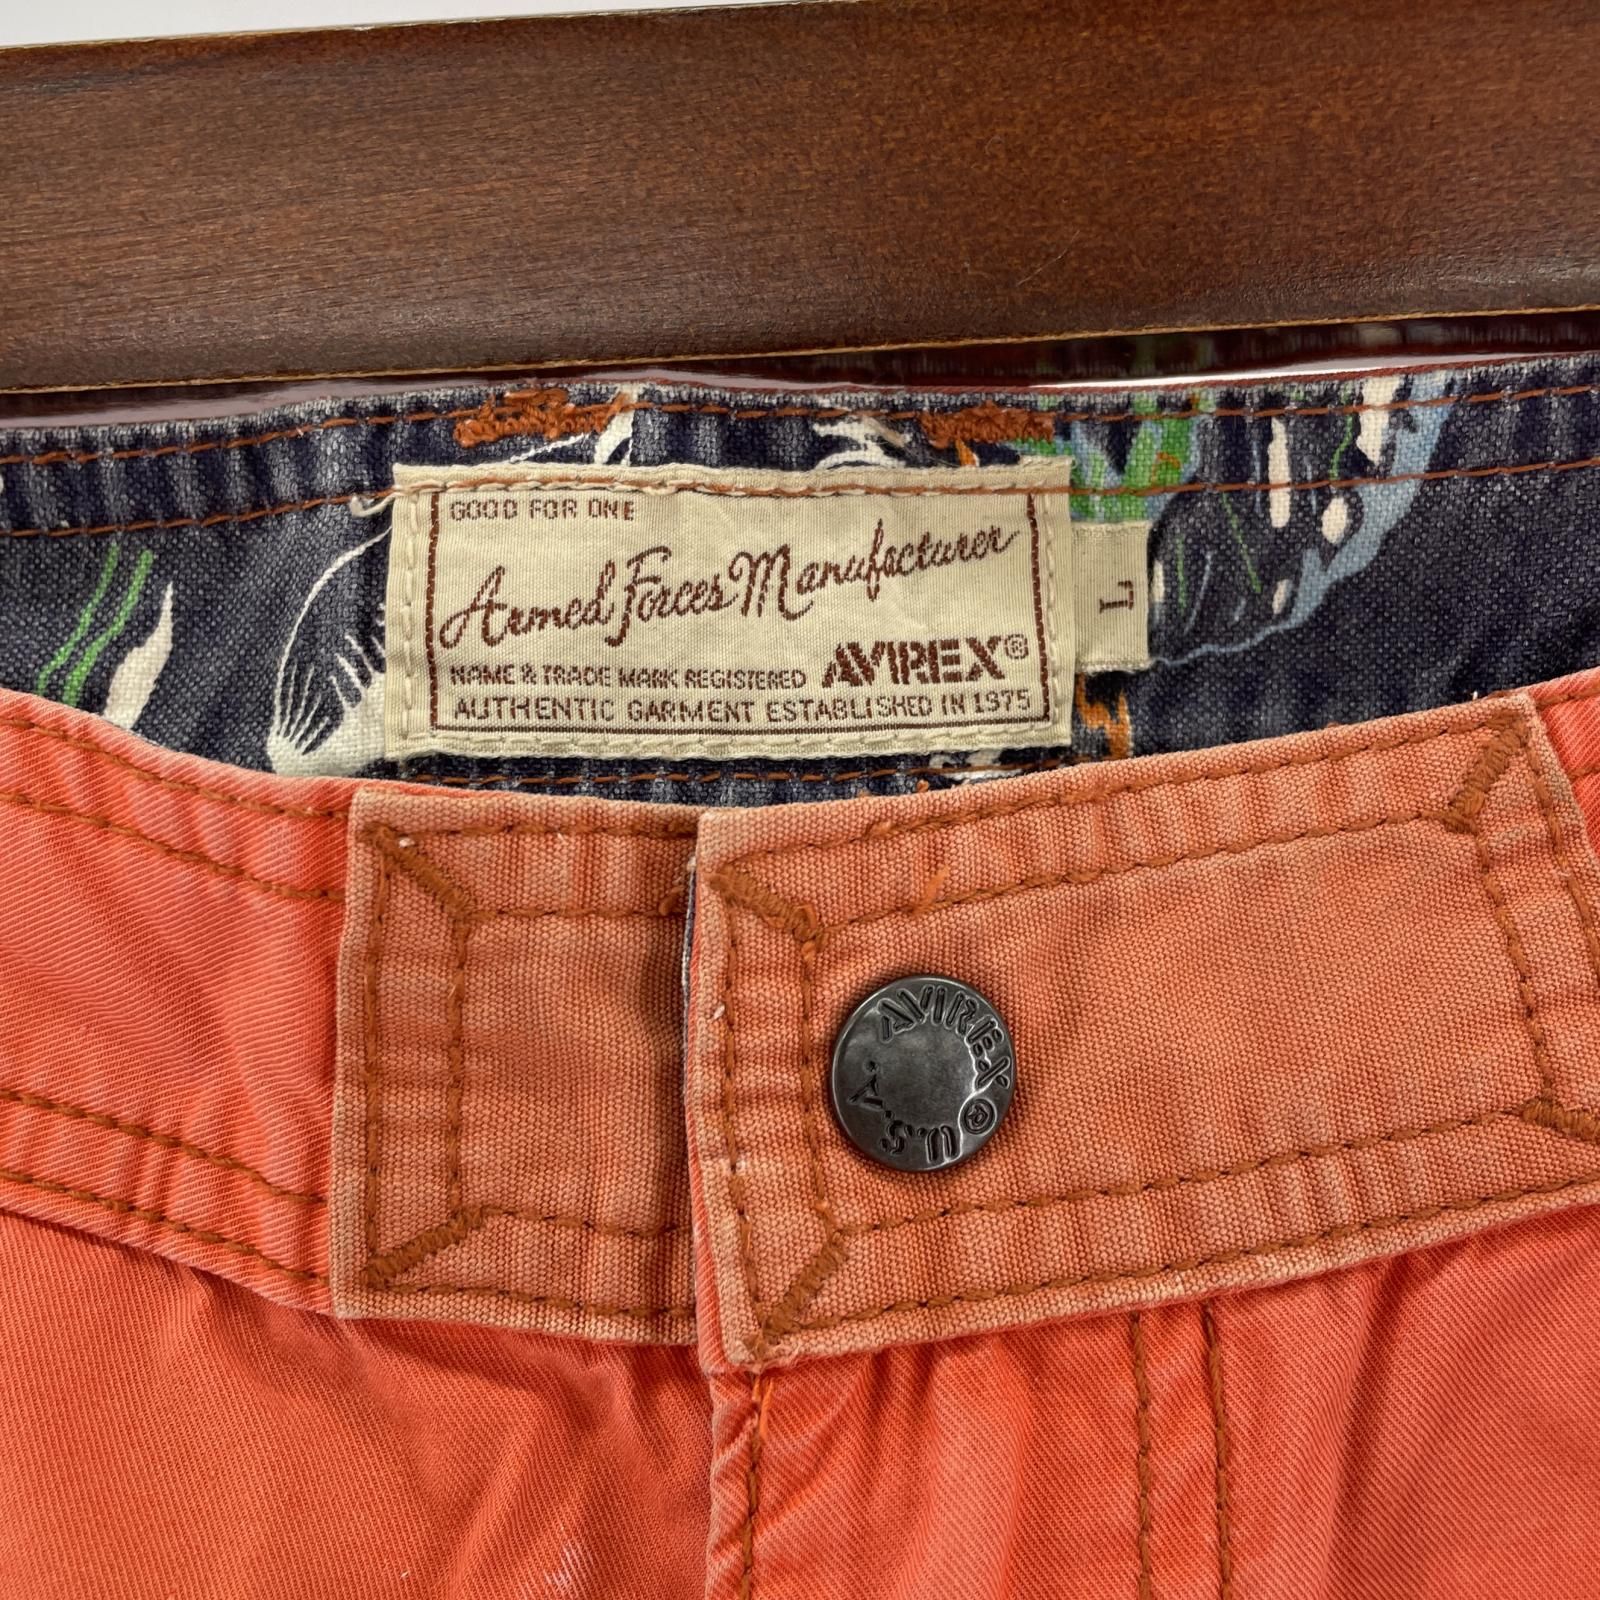 GOOD FOR ONE
Armed Forces Manufacturer
AVIREX®
NAME & TRADE MARK REGISTERED
AUTHENTIC GARMENT ESTABLISHED IN 1975
L
AVIREX® U.S.A.